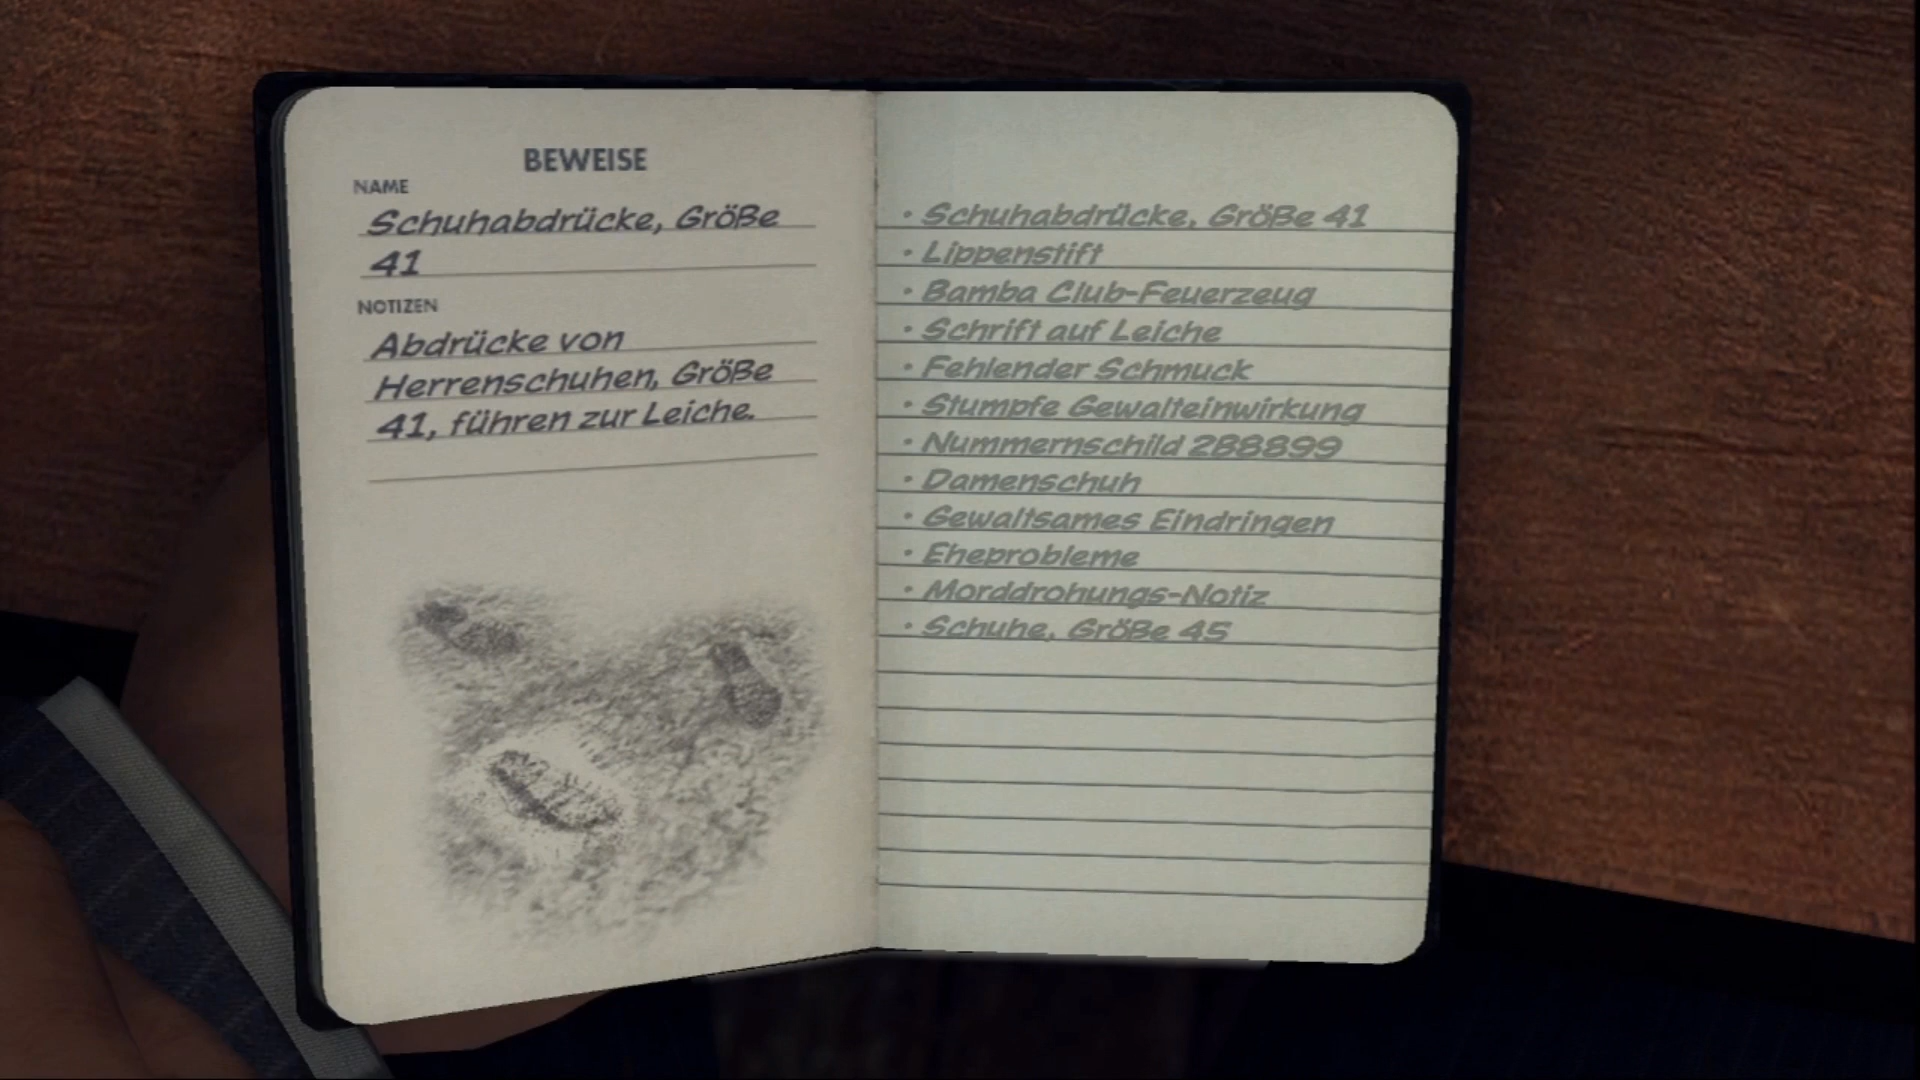 BEWEISE
NAME
Schuhabdrücke, Größe
41
NOTIZEN
Abdrücke von
Herrenschuhen, Größe
41, führen zur Leiche.
• Schuhabdrücke, Größe 41
• Lippenstift
• Bamba Club-Feuerzeug
• Schrift auf Leiche
• Fehlender Schmuck
• Stumpfe Gewalteinwirkung
• Nummernschild 2B8899
• Damenschuh
• Gewaltsames Eindringen
• Eheprobleme
• Morddrohungs-Notiz
• Schuhe, Größe 45